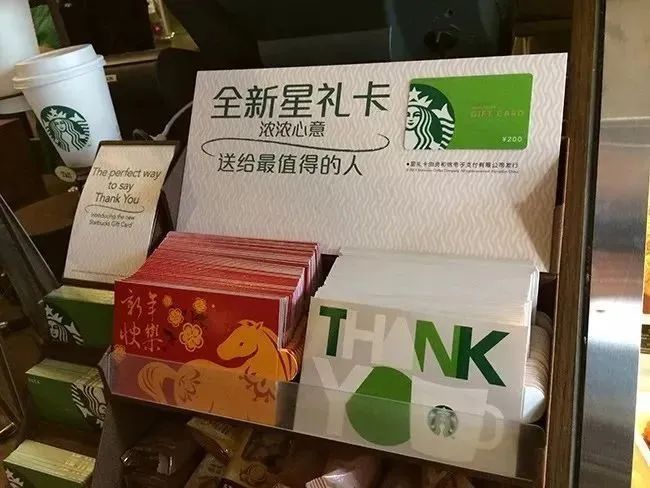 全新星礼卡
浓浓心意
送给最值得的人
GIFT CARD
¥200
The perfect way
to say
Thank You
Introducing the new
Starbucks Gift Card
新年
快樂
THANK
YOU